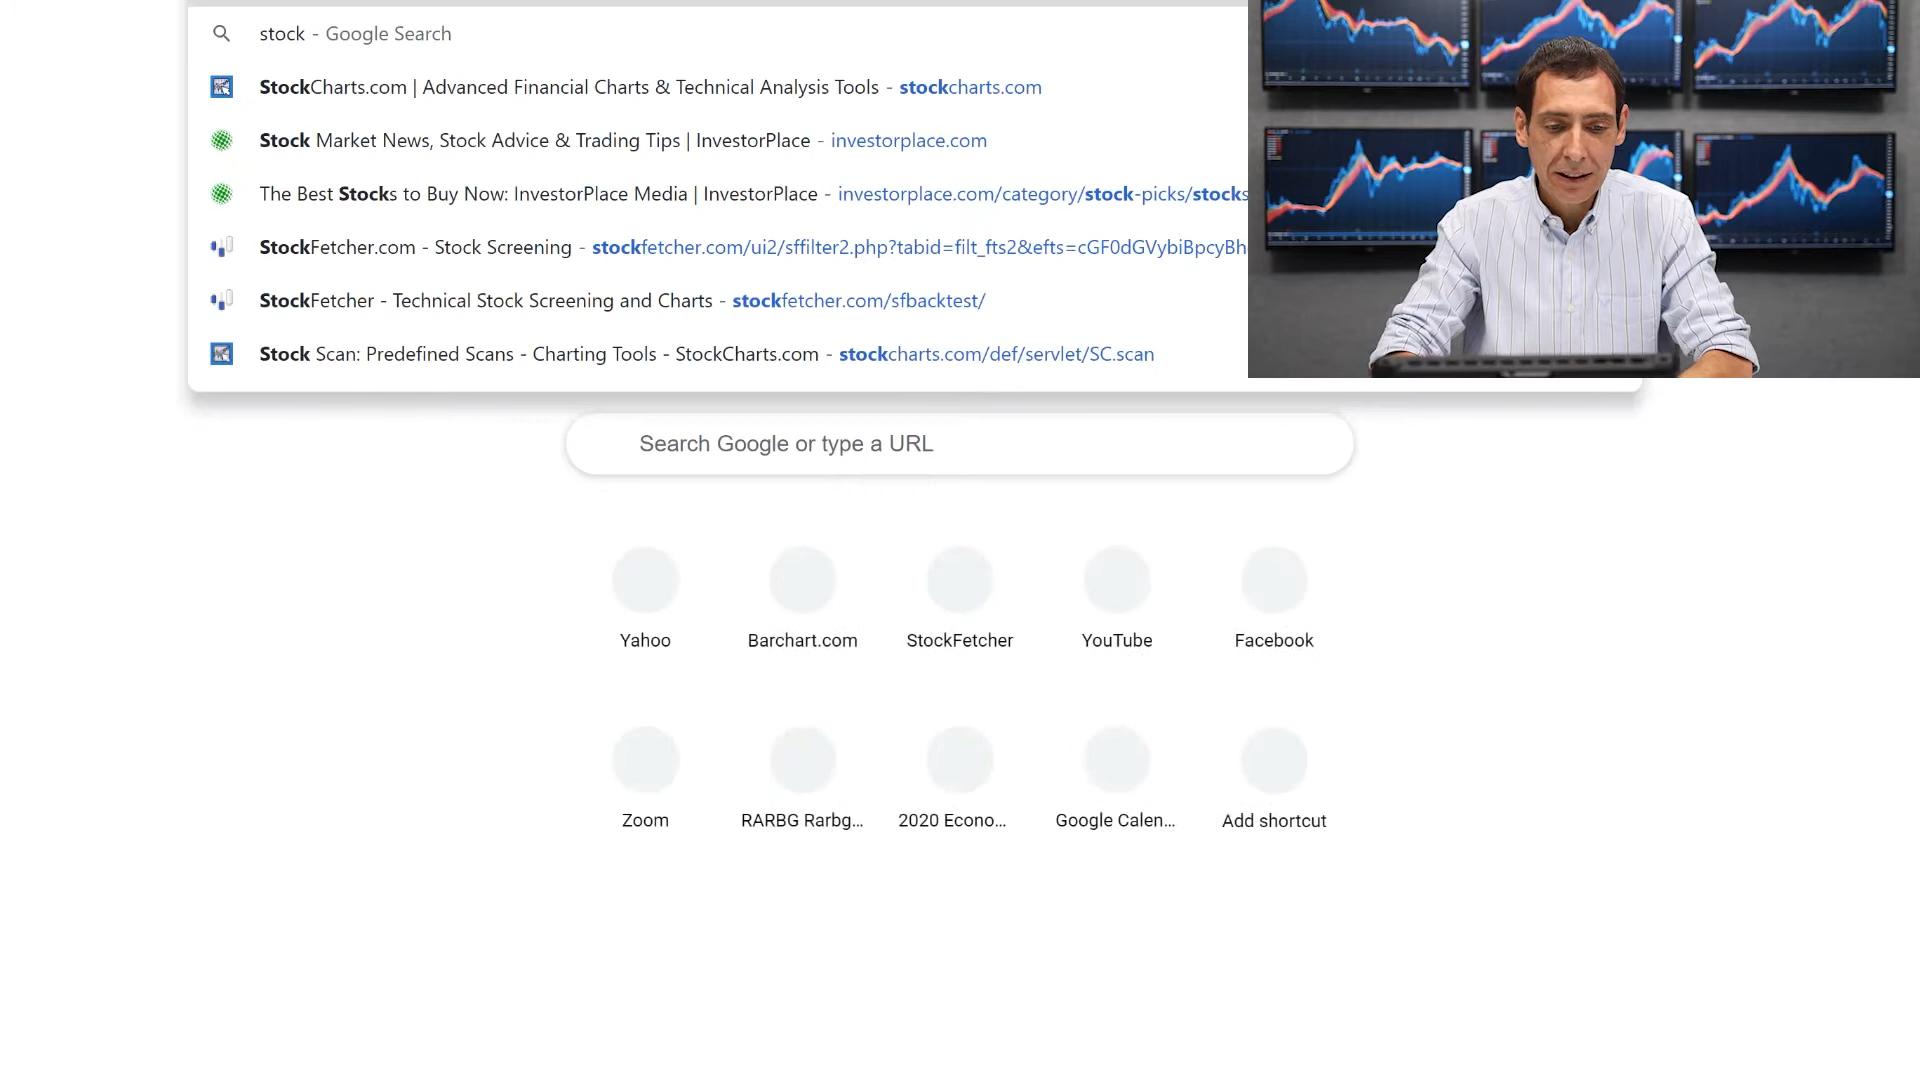 stock - Google Search
StockCharts.com | Advanced Financial Charts & Technical Analysis Tools - stockcharts.com
Stock Market News, Stock Advice & Trading Tips | InvestorPlace - investorplace.com
The Best Stocks to Buy Now: InvestorPlace Media | InvestorPlace - investorplace.com/category/stock-picks/stocks
StockFetcher.com - Stock Screening - stockfetcher.com/ui2/sffilter2.php?tabid=filt_fts2&efts=cGF0dGVybiBpcyBh
StockFetcher - Technical Stock Screening and Charts - stockfetcher.com/sfbacktest/
Stock Scan: Predefined Scans - Charting Tools - StockCharts.com - stockcharts.com/def/servlet/SC.scan
Search Google or type a URL
Yahoo Barchart.com StockFetcher YouTube Facebook
Zoom RARBG Rarbg... 2020 Econo... Google Calen... Add shortcut